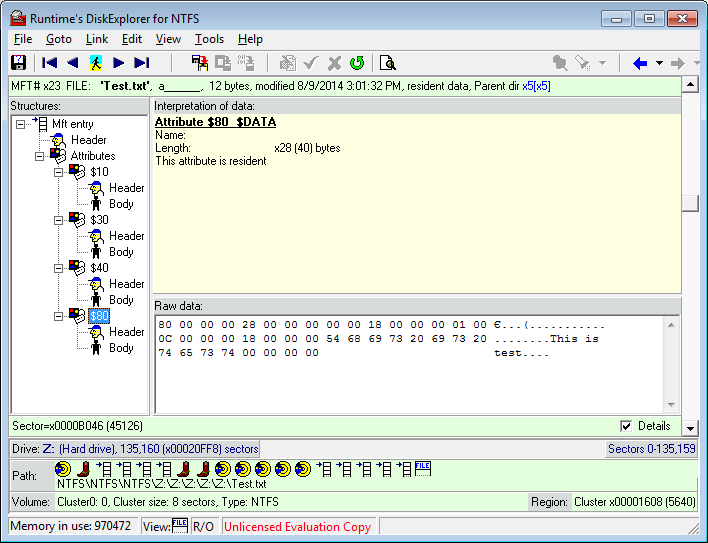 Runtime's DiskExplorer for NTFS
File Goto Link Edit View Tools Help
MFT# x23 FILE: 'Test.txt', a______, 12 bytes, modified 8/9/2014 3:01:32 PM, resident data, Parent dir x5[x5]
Structures:
Mft entry
Header
Attributes
$10
Header
Body
$30
Header
Body
$40
Header
Body
$80
Header
Body
Interpretation of data:
Attribute $80 $DATA
Name:
Length: x28 (40) bytes
This attribute is resident
Raw data:
80 00 00 00 28 00 00 00 00 00 18 00 00 00 01 00 €...(...........
0C 00 00 00 18 00 00 00 54 68 69 73 20 69 73 20 ........This is
74 65 73 74 00 00 00 00 test....
Sector=x0000B046 (45126)
Details
Drive: Z: (Hard drive), 135,160 (x00020FF8) sectors
Sectors 0-135,159
Path:
FILE
NTFS\NTFS\NTFS\Z:\Z:\Z:\Z:\Test.txt
Volume: Cluster0: 0, Cluster size: 8 sectors, Type: NTFS
Region: Cluster x00001608 (5640)
Memory in use: 970472
View: FILE R/O
Unlicensed Evaluation Copy